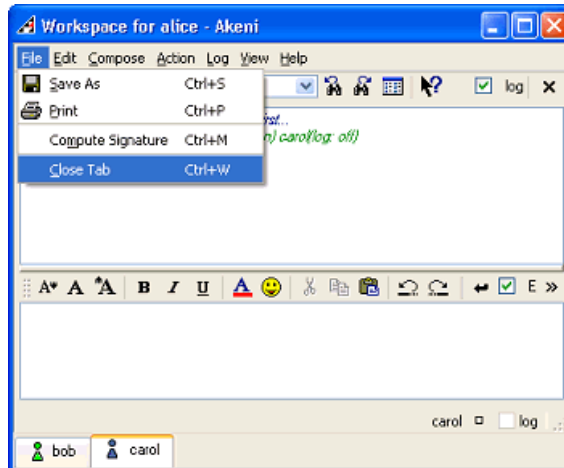 Workspace for alice - Akeni
File Edit Compose Action Log View Help
Save As Ctrl+S
log
Print Ctrl+P
first...
Compute Signature Ctrl+M
carol(log: off)
Close Tab Ctrl+W
A A A B I U A E »
carol log
bob carol